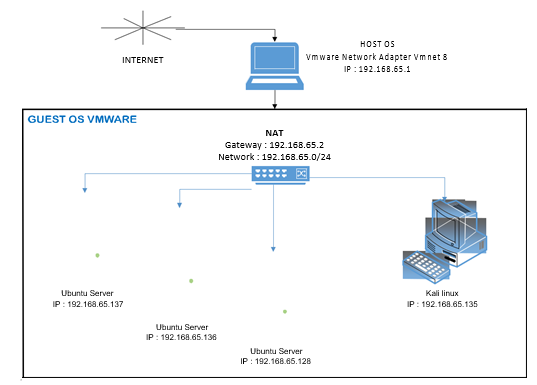 INTERNET
HOST OS
Vmware Network Adapter Vmnet 8
IP : 192.168.65.1
GUEST OS VMWARE
NAT
Gateway : 192.168.65.2
Network : 192.168.65.0/24
Ubuntu Server
IP : 192.168.65.137
Kali linux
IP : 192.168.65.135
Ubuntu Server
IP : 192.168.65.136
Ubuntu Server
IP : 192.168.65.128